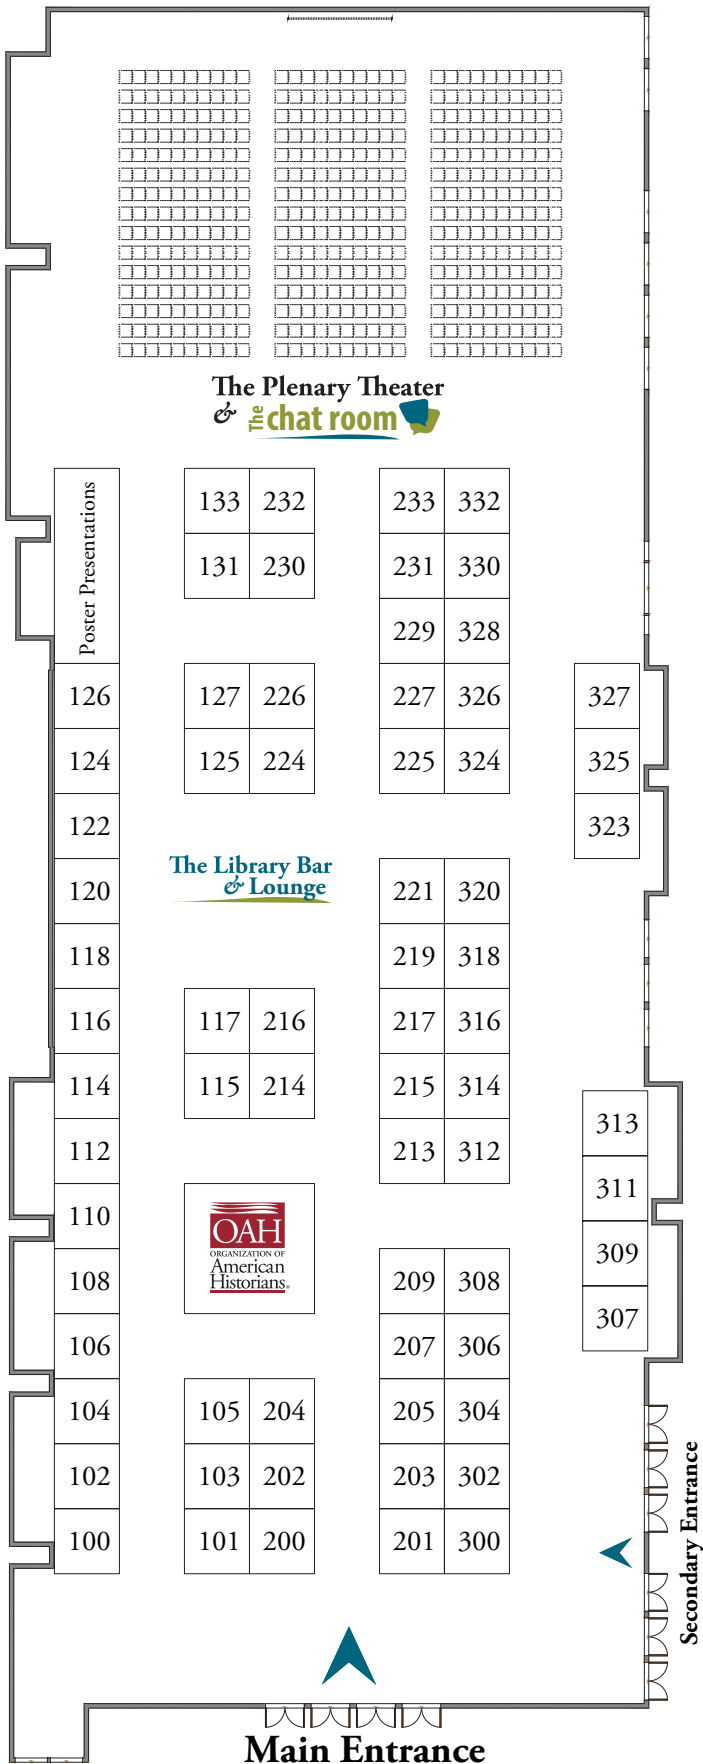 The Plenary Theater
& The chat room
Poster Presentations
133 232 233 332
131 230 231 330
229 328
126 127 226 227 326 327
124 125 224 225 324 325
122 323
The Library Bar
& Lounge
120 221 320
118 219 318
116 117 216 217 316
114 115 214 215 314
313
112 213 312
311
110
OAH
ORGANIZATION OF
American
Historians®
309
108 209 308
307
106 207 306
104 105 204 205 304
102 103 202 203 302
100 101 200 201 300
Secondary Entrance
Main Entrance